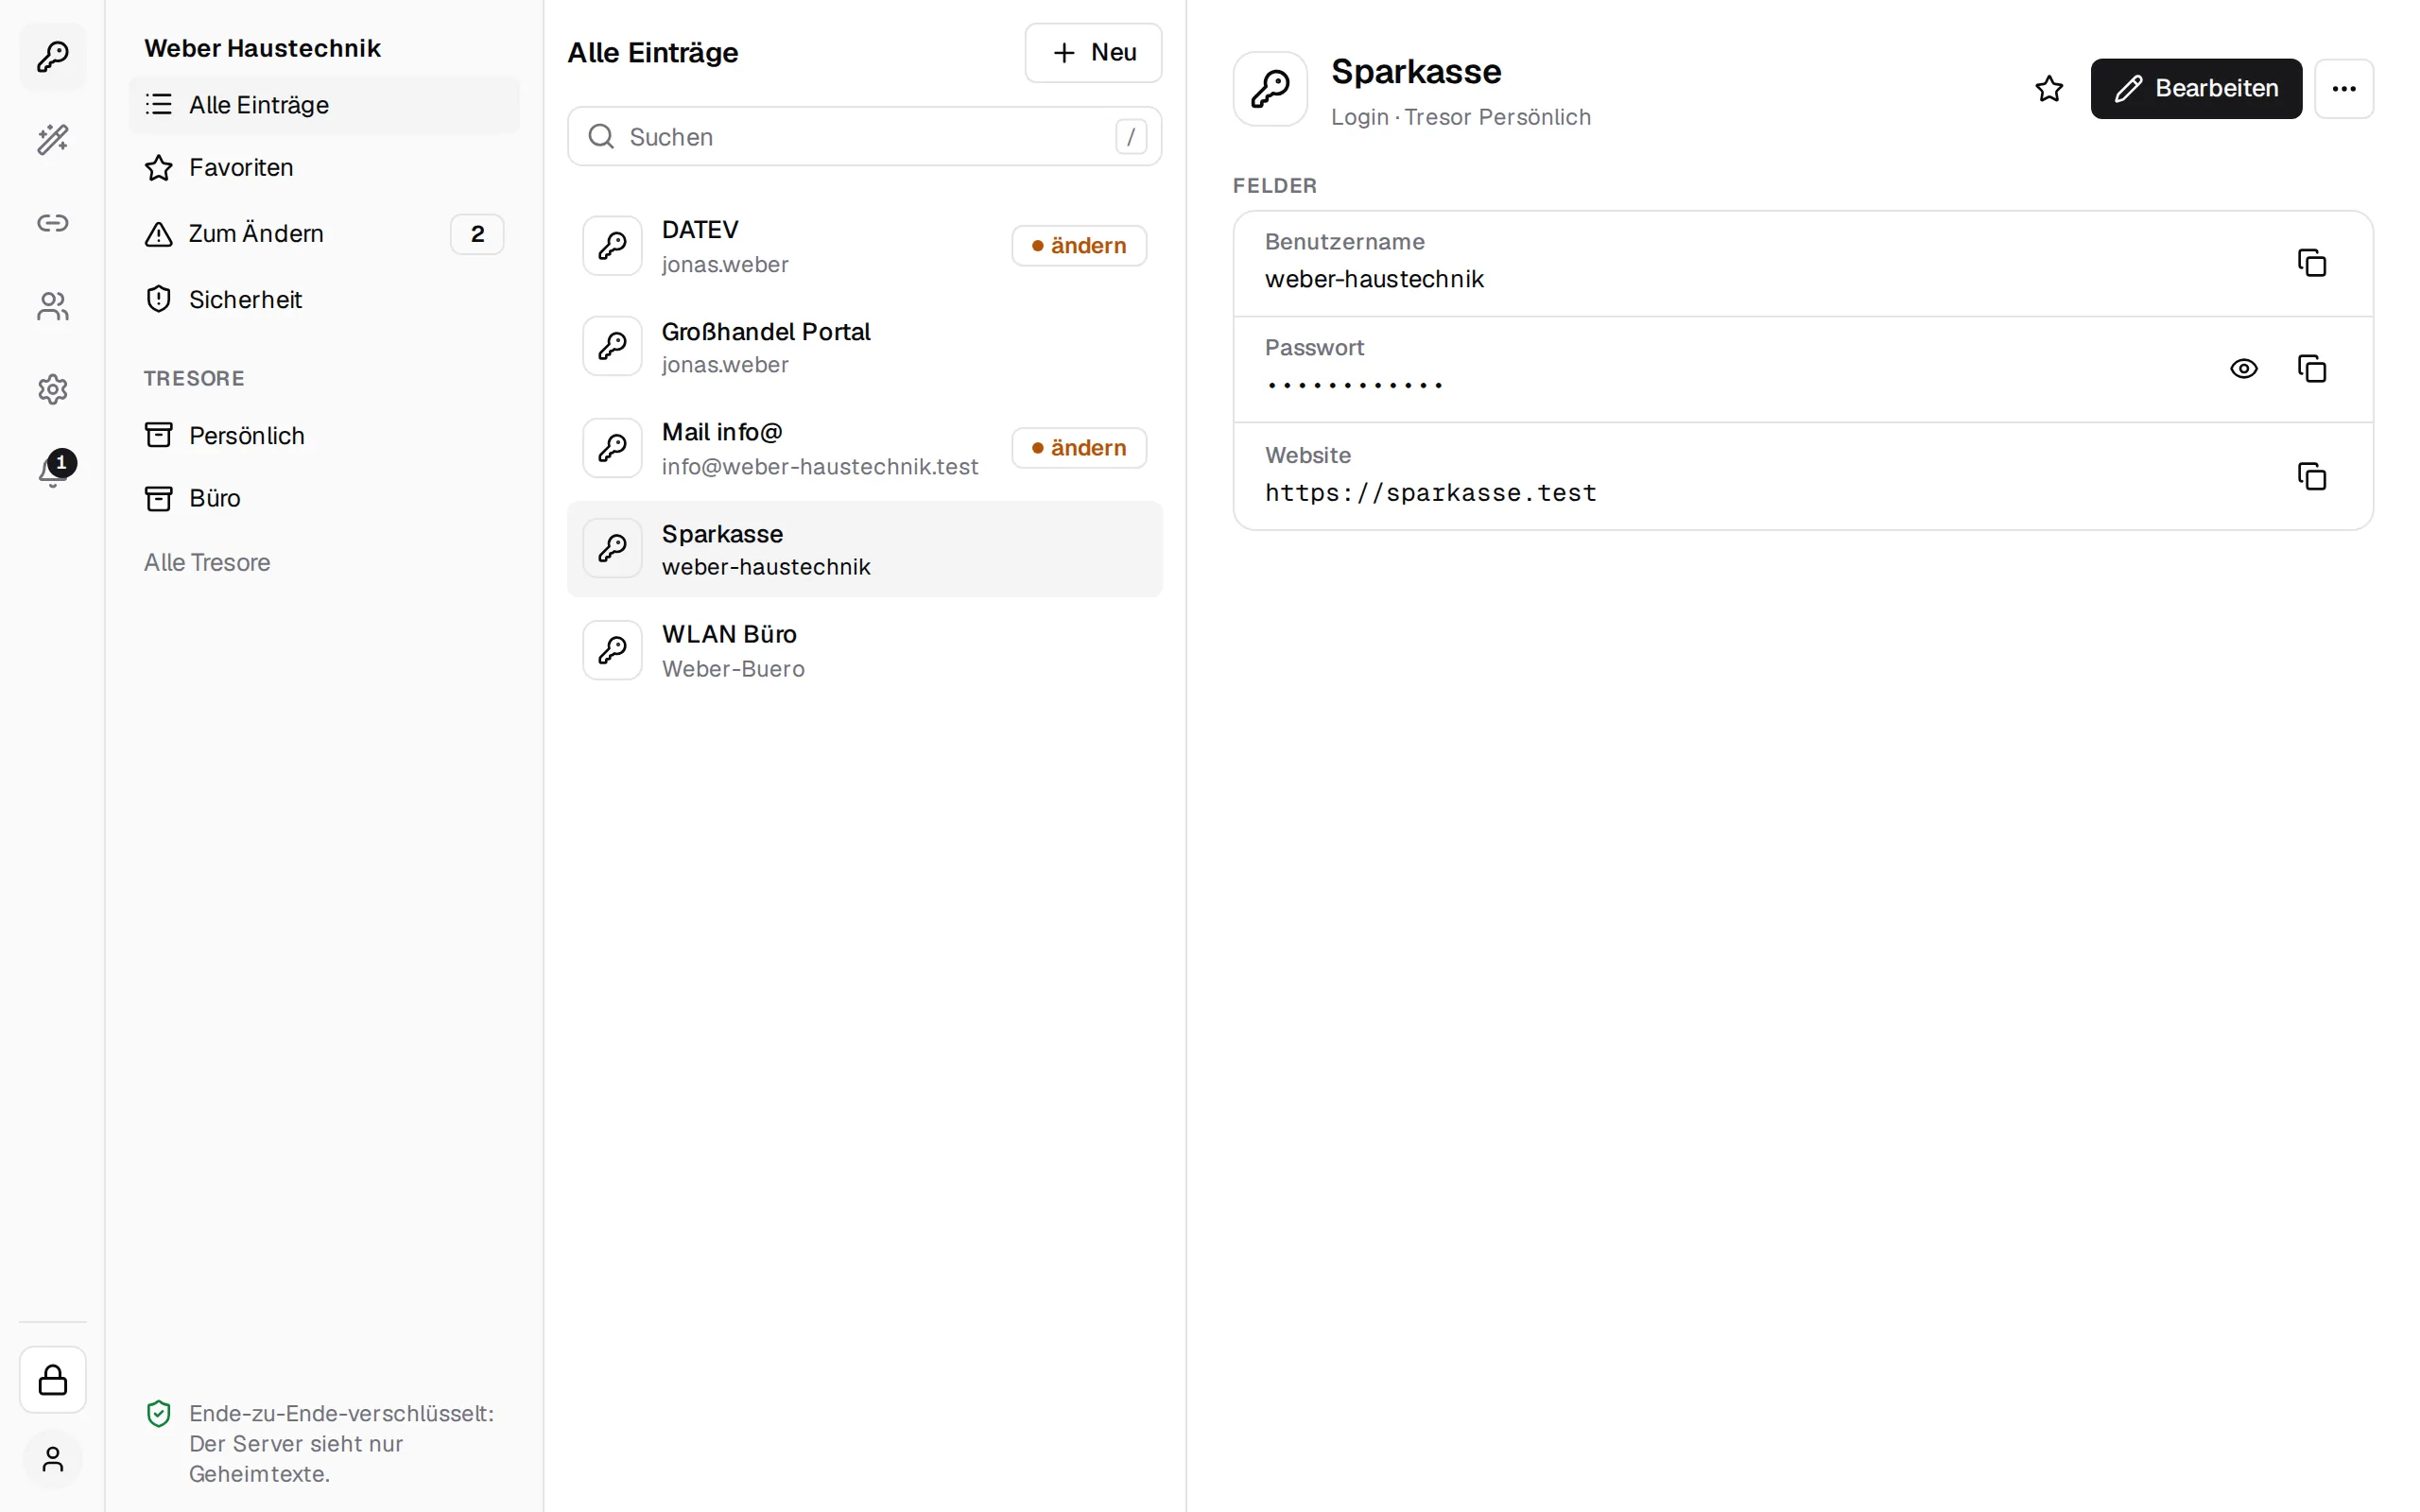 1
Weber Haustechnik
Alle Einträge
Favoriten
Zum Ändern 2
Sicherheit
TRESORE
Persönlich
Büro
Alle Tresore
Ende-zu-Ende-verschlüsselt:
Der Server sieht nur
Geheimtexte.
Alle Einträge
Neu
Suchen /
DATEV
jonas.weber
ändern
Großhandel Portal
jonas.weber
Mail info@
info@weber-haustechnik.test
ändern
Sparkasse
weber-haustechnik
WLAN Büro
Weber-Buero
Sparkasse
Login · Tresor Persönlich
Bearbeiten
FELDER
Benutzername
weber-haustechnik
Passwort
••••••••••••
Website
https://sparkasse.test